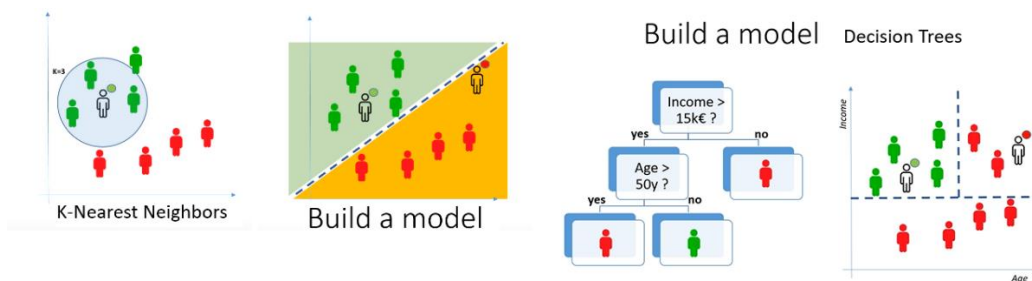 K=3
K-Nearest Neighbors
Build a model
Build a model
Decision Trees
Income >
15k€ ?
yes
no
Age >
50y ?
yes
no
Income
Age